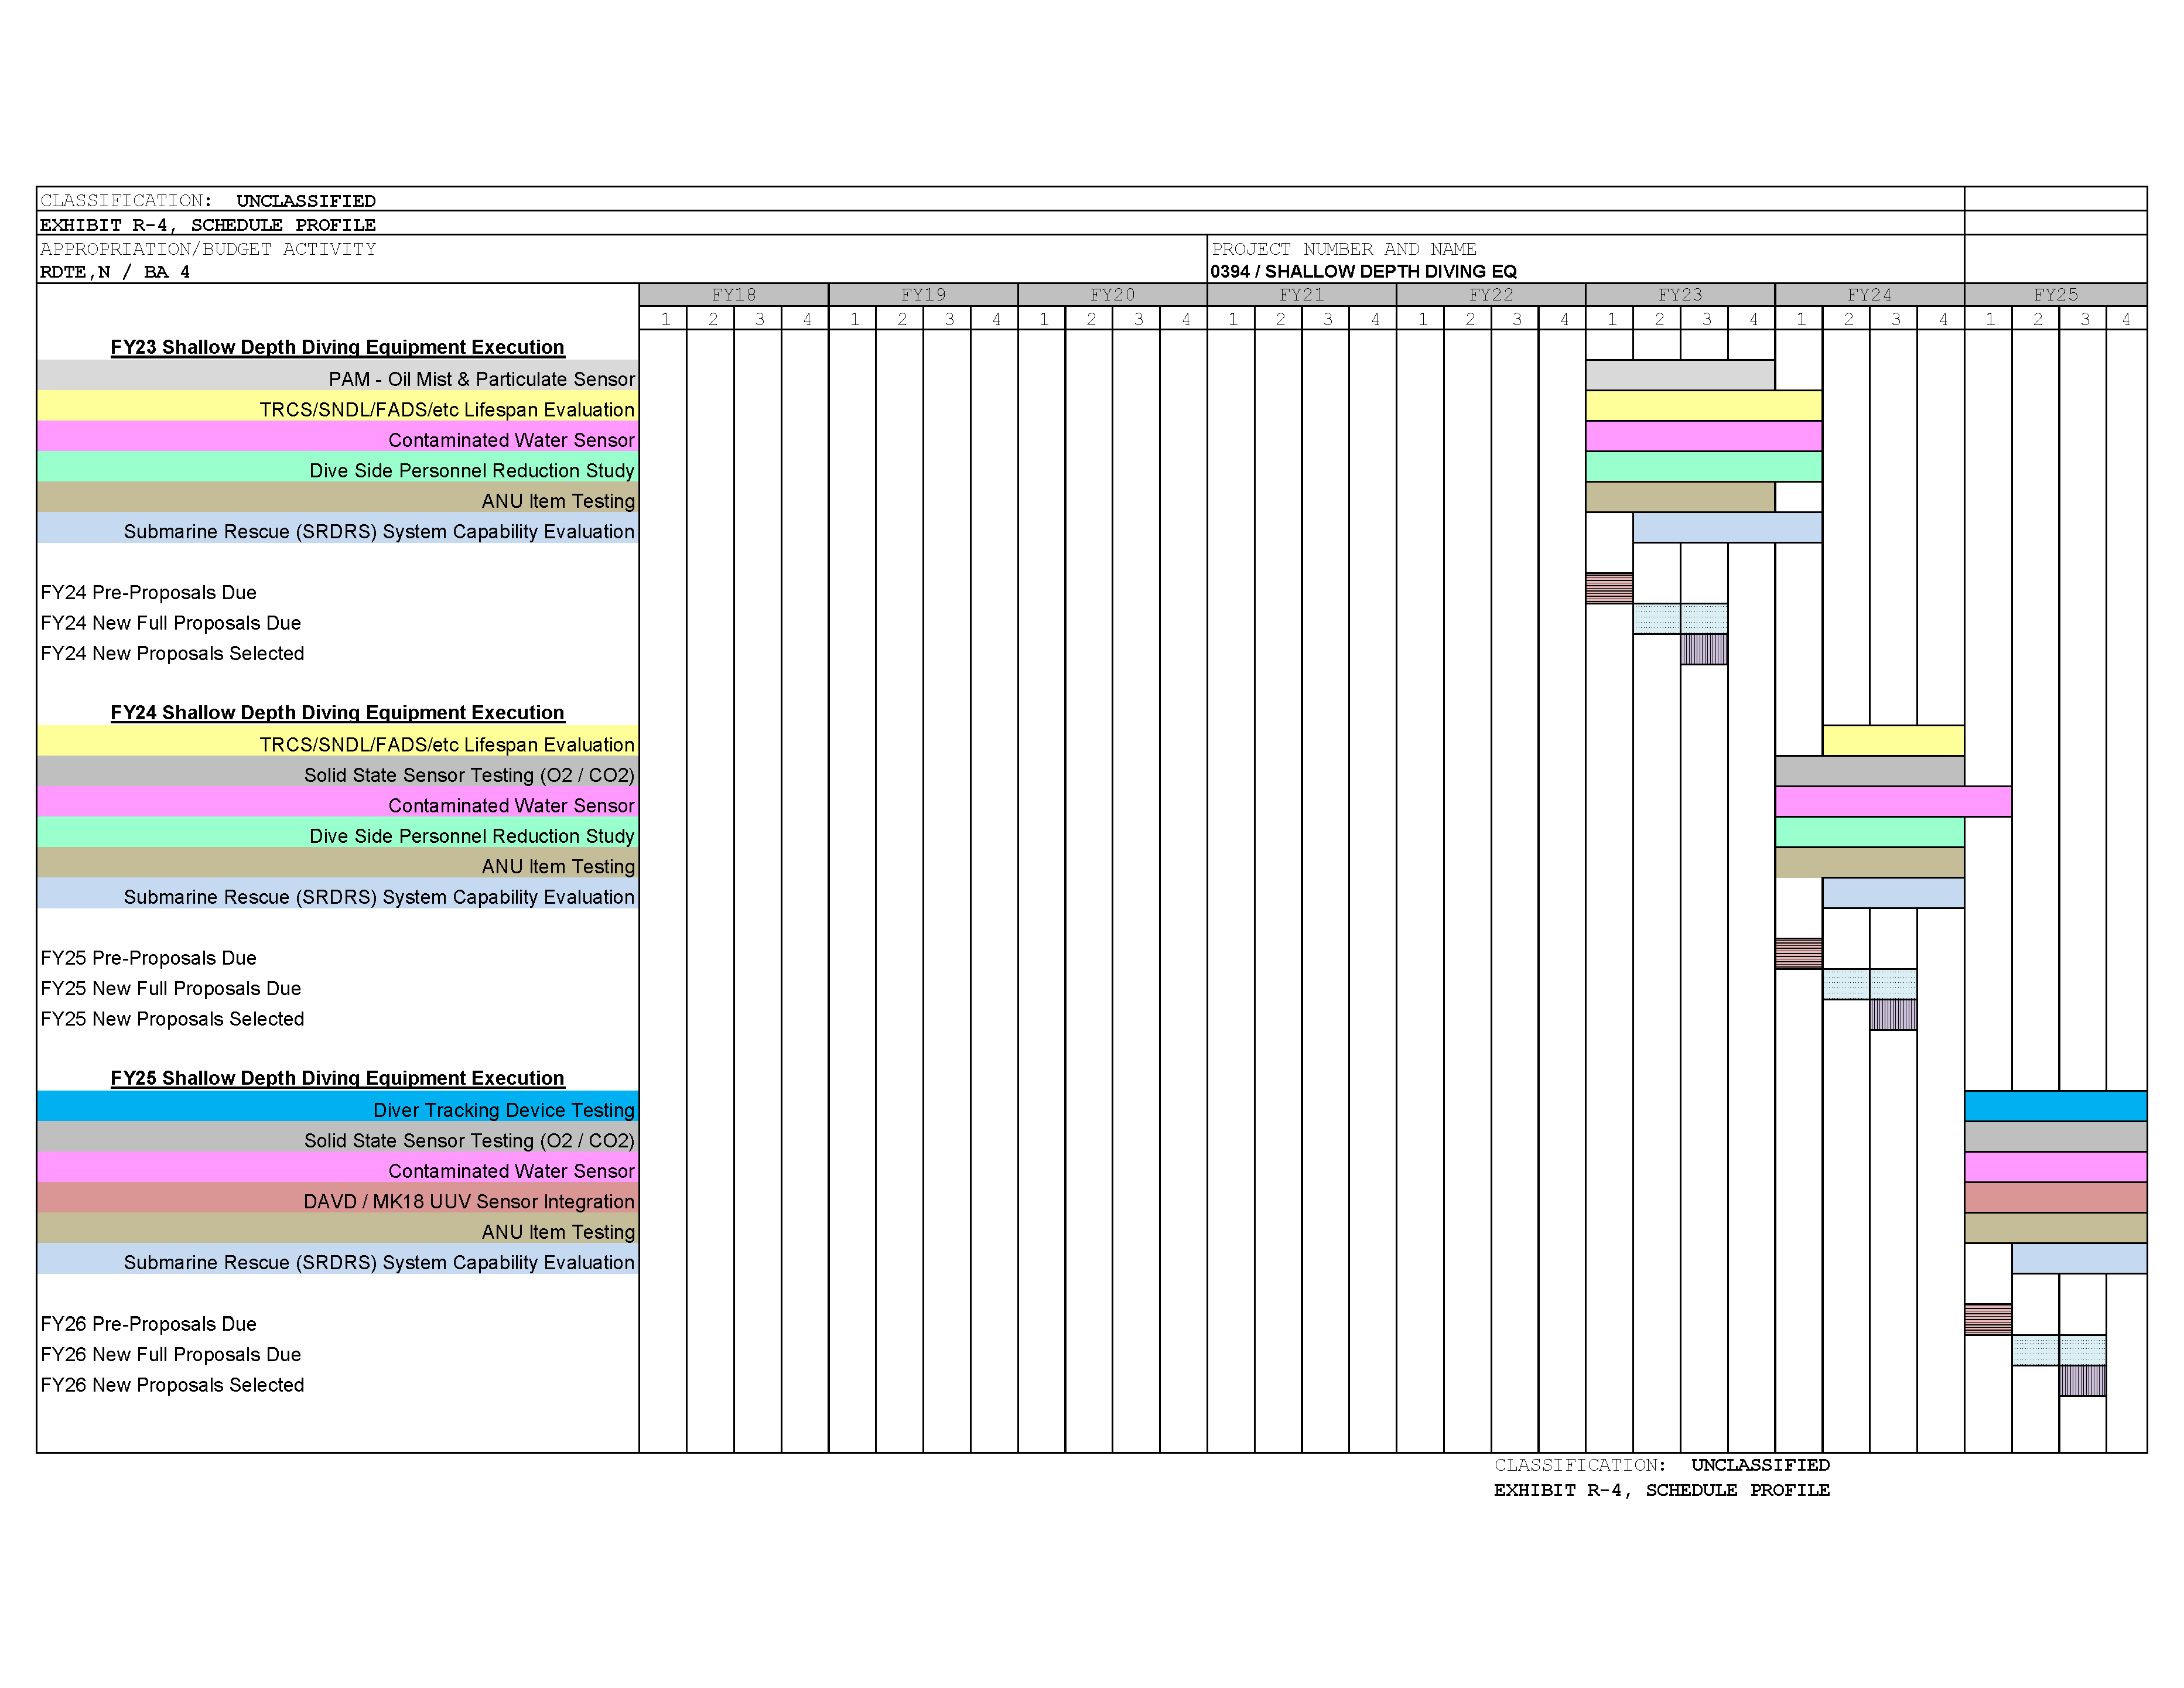 CLASSIFICATION: UNCLASSIFIED
EXHIBIT R-4, SCHEDULE PROFILE
APPROPRIATION/BUDGET ACTIVITY PROJECT NUMBER AND NAME
RDTE,N / BA 4 0394 / SHALLOW DEPTH DIVING EQ
FY18 FY19 FY20 FY21 FY22 FY23 FY24 FY25
1 2 3 4 1 2 3 4 1 2 3 4 1 2 3 4 1 2 3 4 1 2 3 4 1 2 3 4 1 2 3 4
FY23 Shallow Depth Diving Equipment Execution
PAM - Oil Mist & Particulate Sensor
TRCS/SNDL/FADS/etc Lifespan Evaluation
Contaminated Water Sensor
Dive Side Personnel Reduction Study
ANU Item Testing
Submarine Rescue (SRDRS) System Capability Evaluation
FY24 Pre-Proposals Due
FY24 New Full Proposals Due
FY24 New Proposals Selected
FY24 Shallow Depth Diving Equipment Execution
TRCS/SNDL/FADS/etc Lifespan Evaluation
Solid State Sensor Testing (O2 / CO2)
Contaminated Water Sensor
Dive Side Personnel Reduction Study
ANU Item Testing
Submarine Rescue (SRDRS) System Capability Evaluation
FY25 Pre-Proposals Due
FY25 New Full Proposals Due
FY25 New Proposals Selected
FY25 Shallow Depth Diving Equipment Execution
Diver Tracking Device Testing
Solid State Sensor Testing (O2 / CO2)
Contaminated Water Sensor
DAVD / MK18 UUV Sensor Integration
ANU Item Testing
Submarine Rescue (SRDRS) System Capability Evaluation
FY26 Pre-Proposals Due
FY26 New Full Proposals Due
FY26 New Proposals Selected
CLASSIFICATION: UNCLASSIFIED
EXHIBIT R-4, SCHEDULE PROFILE